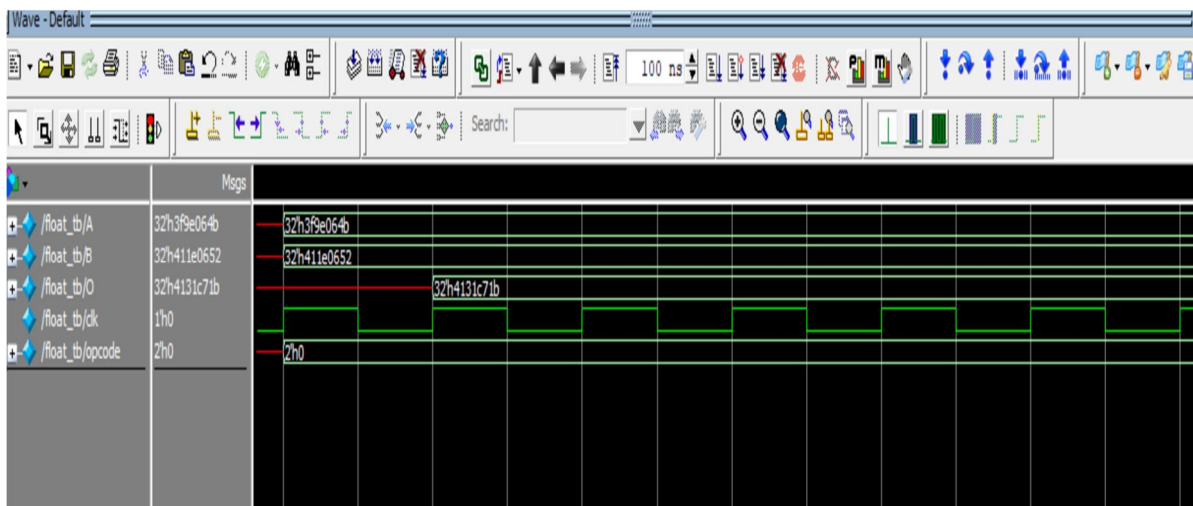 Wave - Default
100 ns
Search:
Msgs
/float_tb/A 32'h3f9e064b 32'h3f9e064b
/float_tb/B 32'h411e0652 32'h411e0652
/float_tb/O 32'h4131c71b 32'h4131c71b
/float_tb/clk 1'h0
/float_tb/opcode 2'h0 2'h0